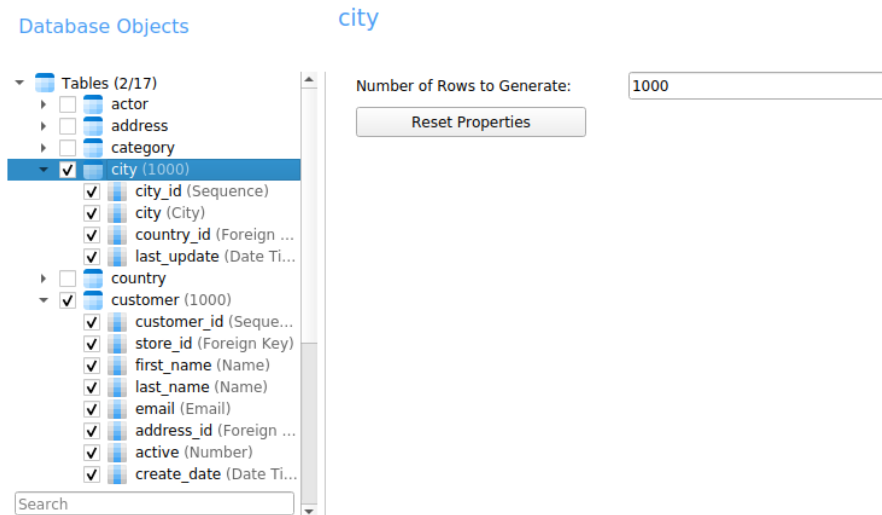 Database Objects
city
Tables (2/17)
actor
address
category
city (1000)
city_id (Sequence)
city (City)
country_id (Foreign ...
last_update (Date Ti...
country
customer (1000)
customer_id (Seque...
store_id (Foreign Key)
first_name (Name)
last_name (Name)
email (Email)
address_id (Foreign ...
active (Number)
create_date (Date Ti...
Search
Number of Rows to Generate:
1000
Reset Properties